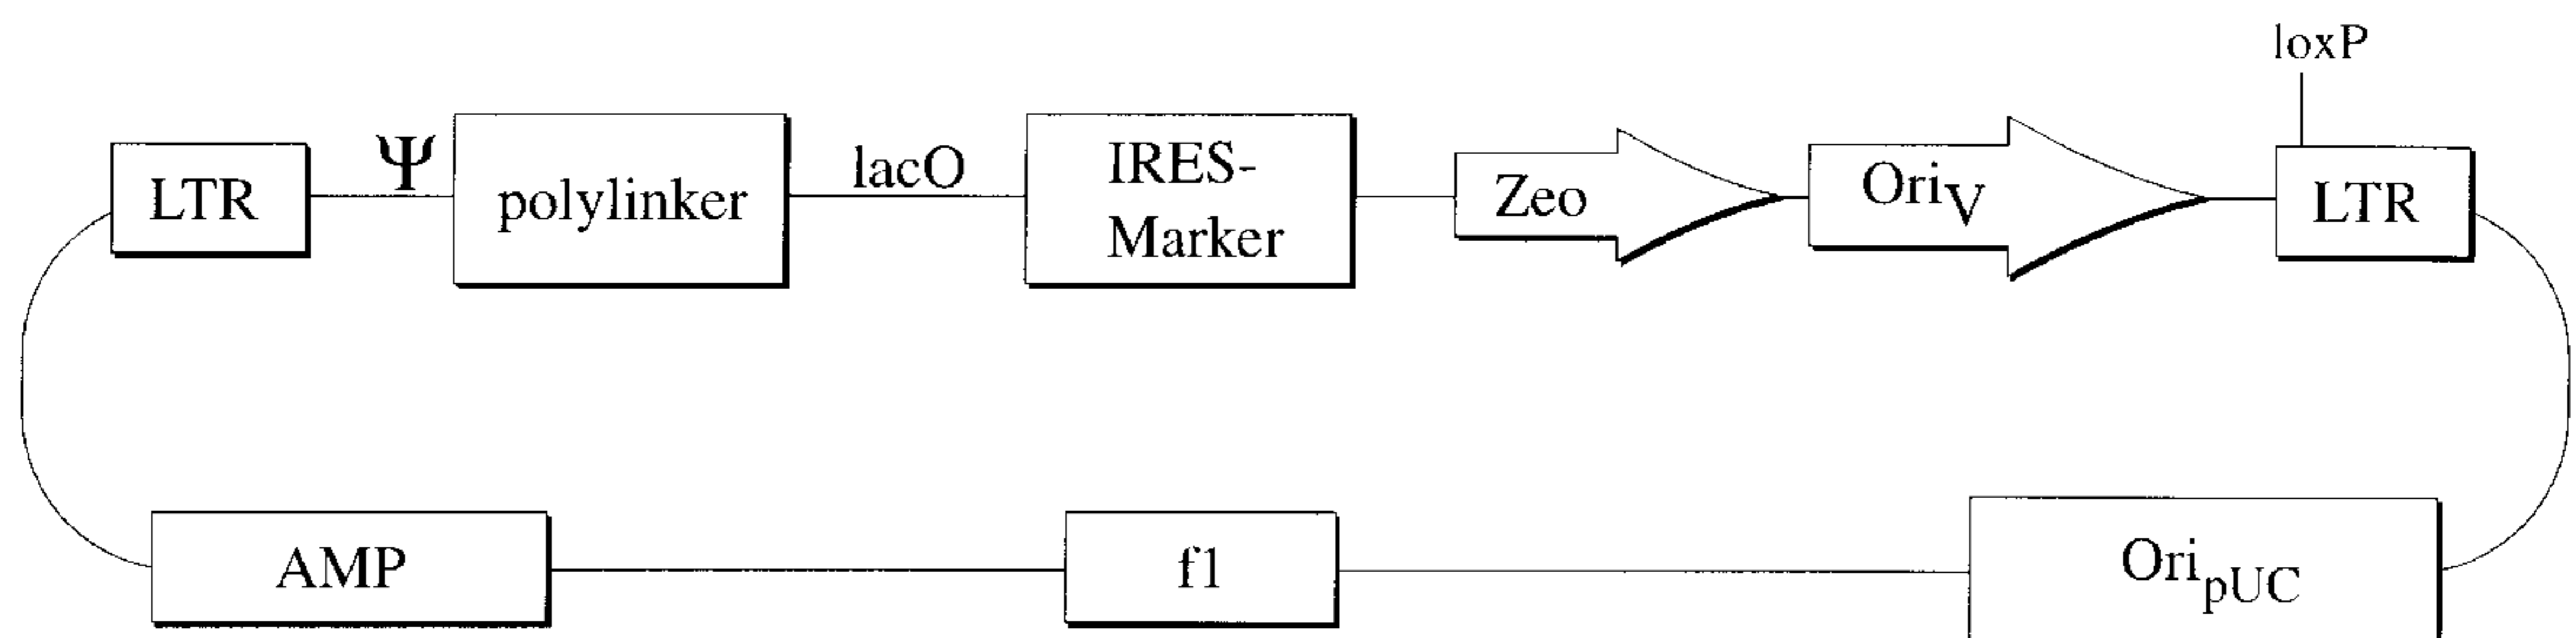 loxP
LTR
Ψ
polylinker
lacO
IRES-
Marker
Zeo
OriV
LTR
AMP
f1
OripUC